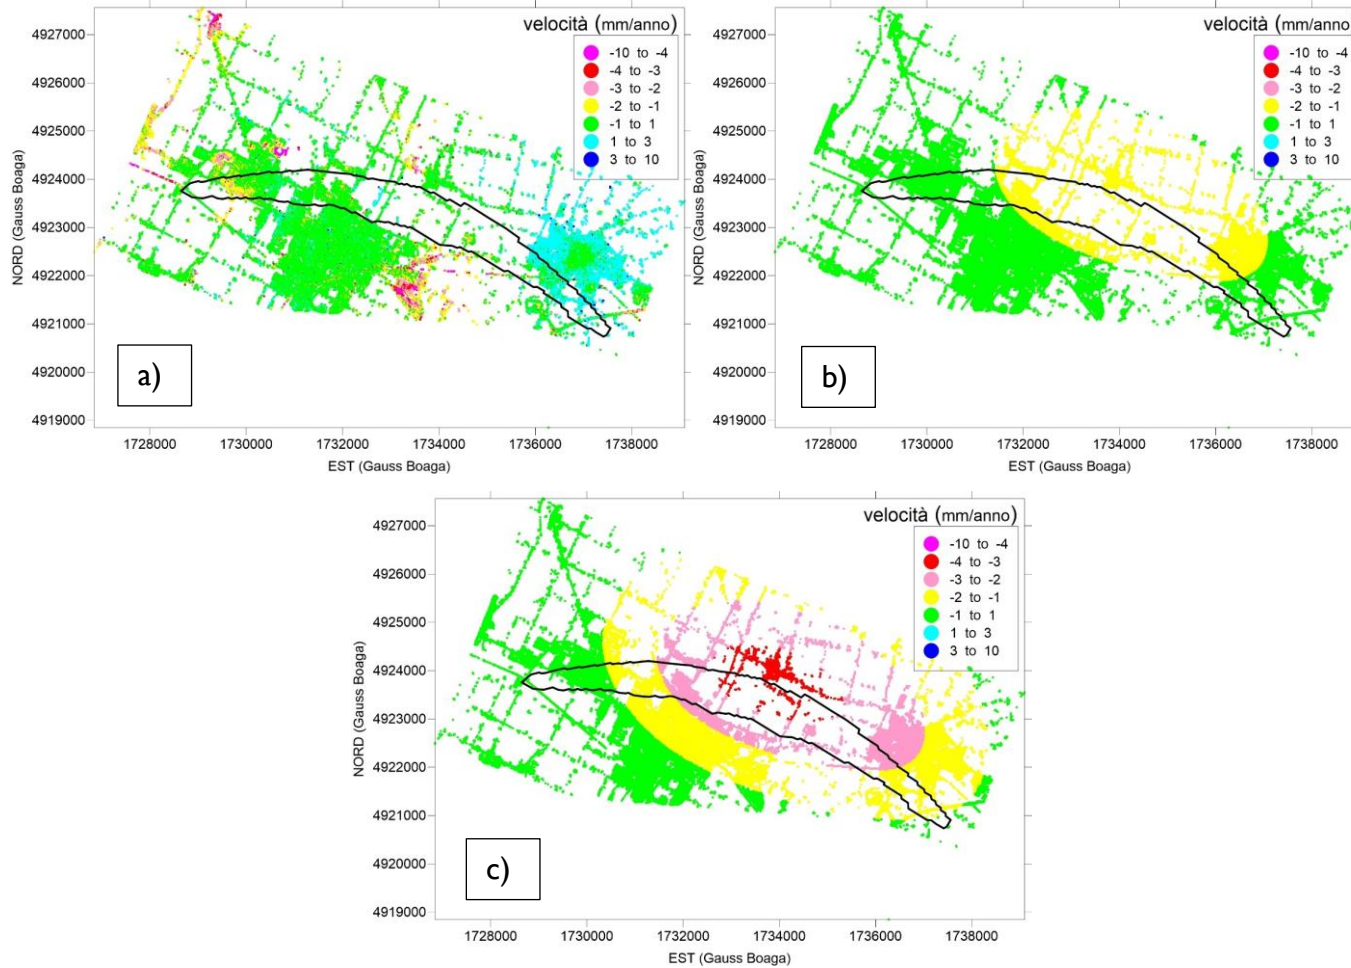 velocità (mm/anno)
-10 to -4
-4 to -3
-3 to -2
-2 to -1
-1 to 1
1 to 3
3 to 10
4927000
4926000
4925000
4924000
4923000
4922000
4921000
4920000
4919000
NORD (Gauss Boaga)
a)
1728000 1730000 1732000 1734000 1736000 1738000
EST (Gauss Boaga)
velocità (mm/anno)
-10 to -4
-4 to -3
-3 to -2
-2 to -1
-1 to 1
1 to 3
3 to 10
4927000
4926000
4925000
4924000
4923000
4922000
4921000
4920000
4919000
NORD (Gauss Boaga)
b)
1728000 1730000 1732000 1734000 1736000 1738000
EST (Gauss Boaga)
velocità (mm/anno)
-10 to -4
-4 to -3
-3 to -2
-2 to -1
-1 to 1
1 to 3
3 to 10
4927000
4926000
4925000
4924000
4923000
4922000
4921000
4920000
4919000
NORD (Gauss Boaga)
c)
1728000 1730000 1732000 1734000 1736000 1738000
EST (Gauss Boaga)